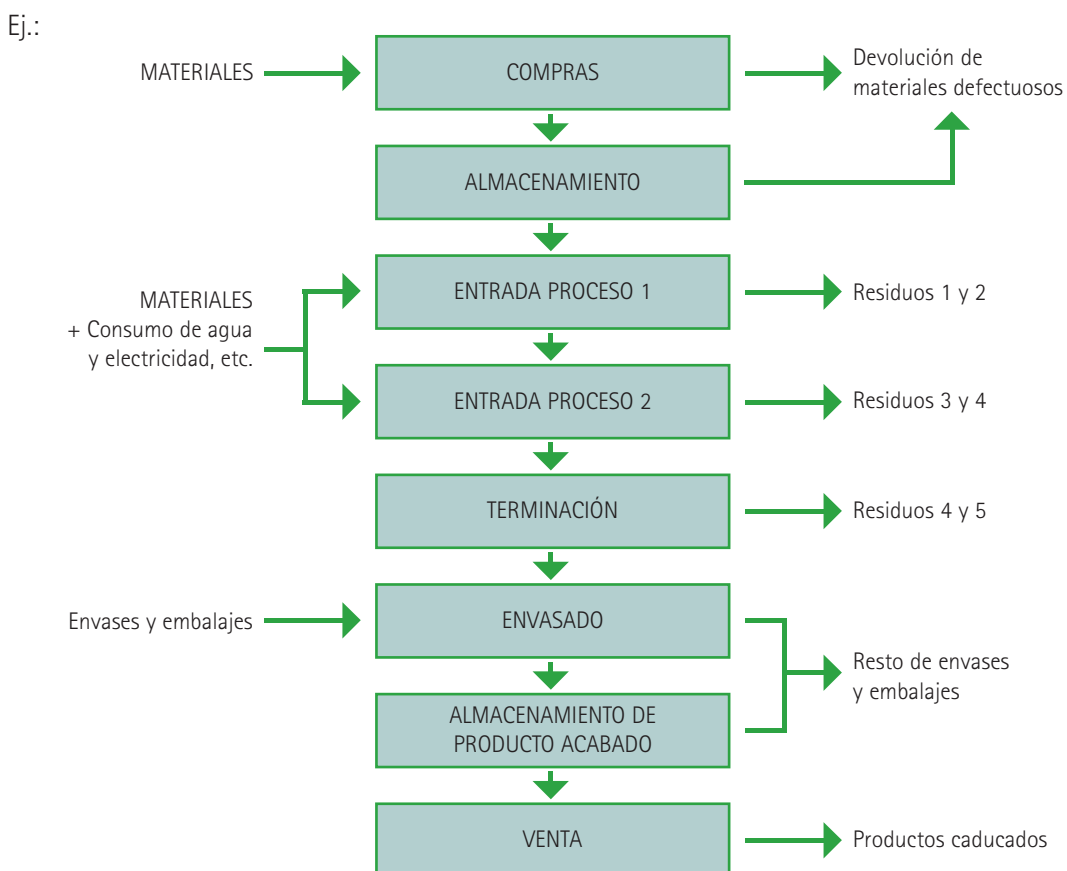 Ej.:
MATERIALES
COMPRAS
Devolución de
materiales defectuosos
ALMACENAMIENTO
MATERIALES
+ Consumo de agua
y electricidad, etc.
ENTRADA PROCESO 1
Residuos 1 y 2
ENTRADA PROCESO 2
Residuos 3 y 4
TERMINACIÓN
Residuos 4 y 5
Envases y embalajes
ENVASADO
Resto de envases
y embalajes
ALMACENAMIENTO DE
PRODUCTO ACABADO
VENTA
Productos caducados